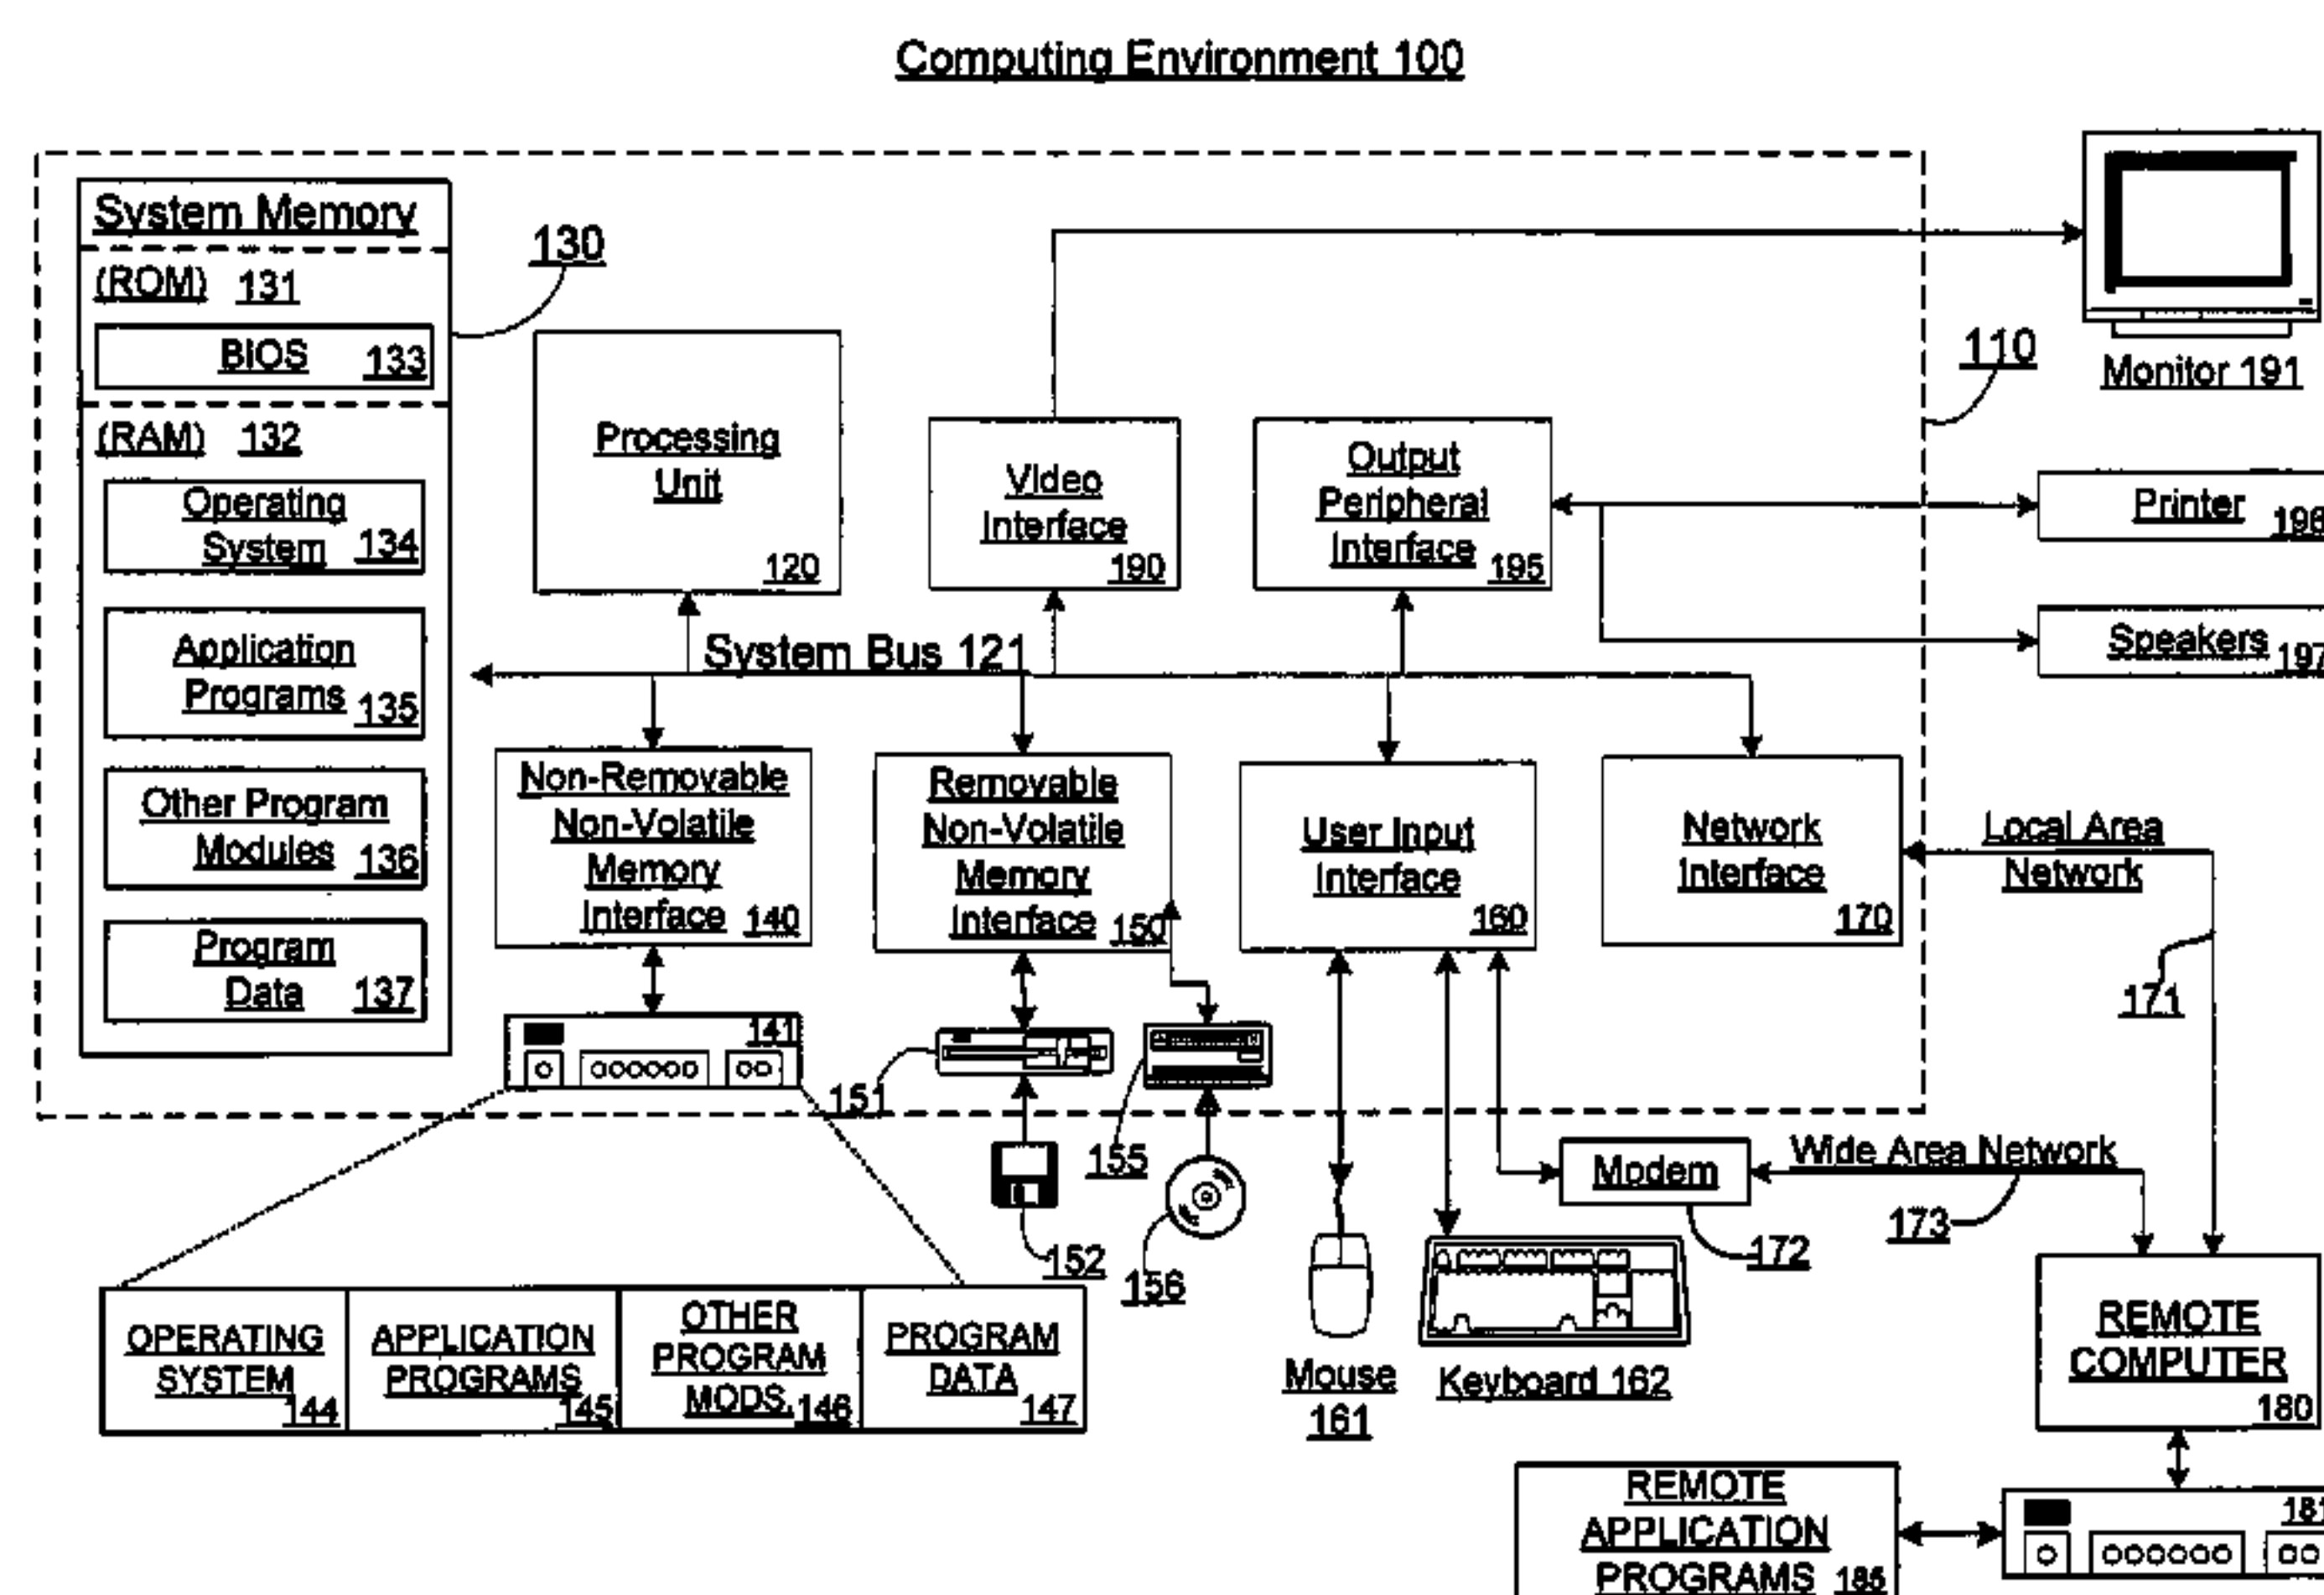 Computing Environment 100
System Memory
(ROM) 131
BIOS 133
(RAM) 132
Operating
System 134
Application
Programs 135
Other Program
Modules 136
Program
Data 137
130
Processing
Unit
120
Video
Interface
190
Output
Peripheral
Interface 195
110
Monitor 191
Printer
Speakers
System Bus 121
Non-Removable
Non-Volatile
Memory
Interface 140
Removable
Non-Volatile
Memory
Interface 150
User Input
Interface
160
Network
Interface
170
Local Area
Network
171
141
151
152
155
156
Modem
172
Wide Area Network
173
OPERATING
SYSTEM
144
APPLICATION
PROGRAMS
145
OTHER
PROGRAM
MODS. 146
PROGRAM
DATA
147
Mouse
161
Keyboard 162
REMOTE
COMPUTER
180
REMOTE
APPLICATION
PROGRAMS 185